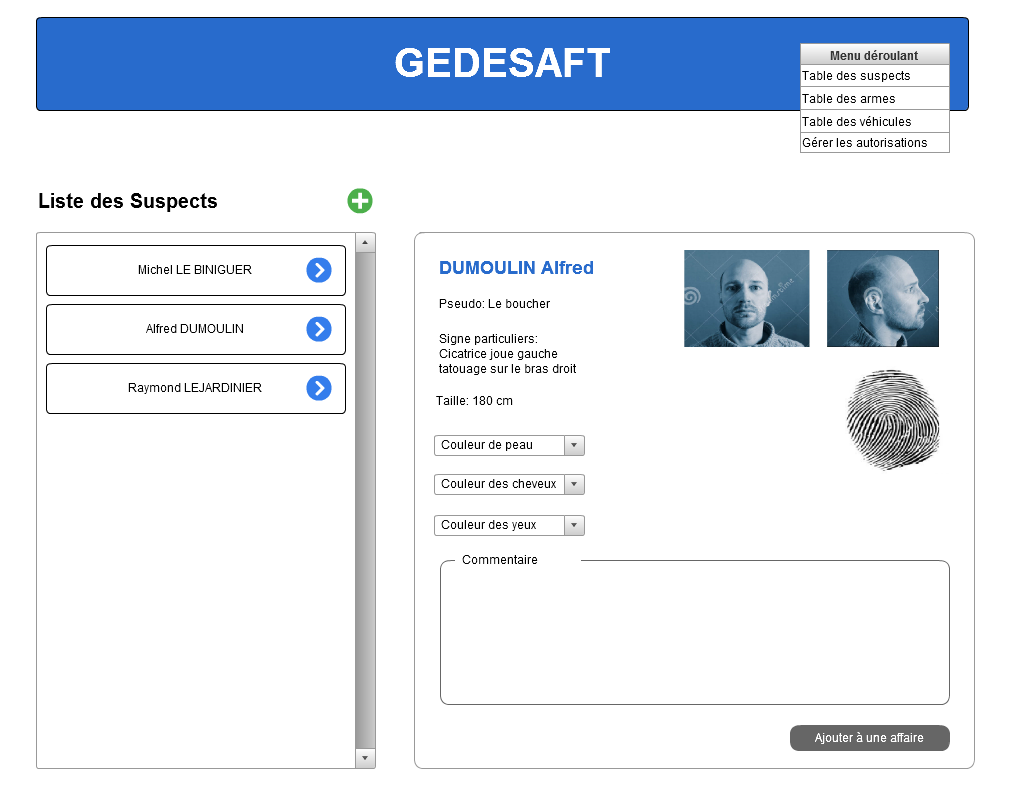 GEDESAFT
Menu déroulant
Table des suspects
Table des armes
Table des véhicules
Gérer les autorisations
Liste des Suspects
Michel LE BINIGUER
Alfred DUMOULIN
Raymond LEJARDINIER
DUMOULIN Alfred
Pseudo: Le boucher
Signe particuliers:
Cicatrice joue gauche
tatouage sur le bras droit
Taille: 180 cm
Couleur de peau
Couleur des cheveux
Couleur des yeux
Commentaire
Ajouter à une affaire